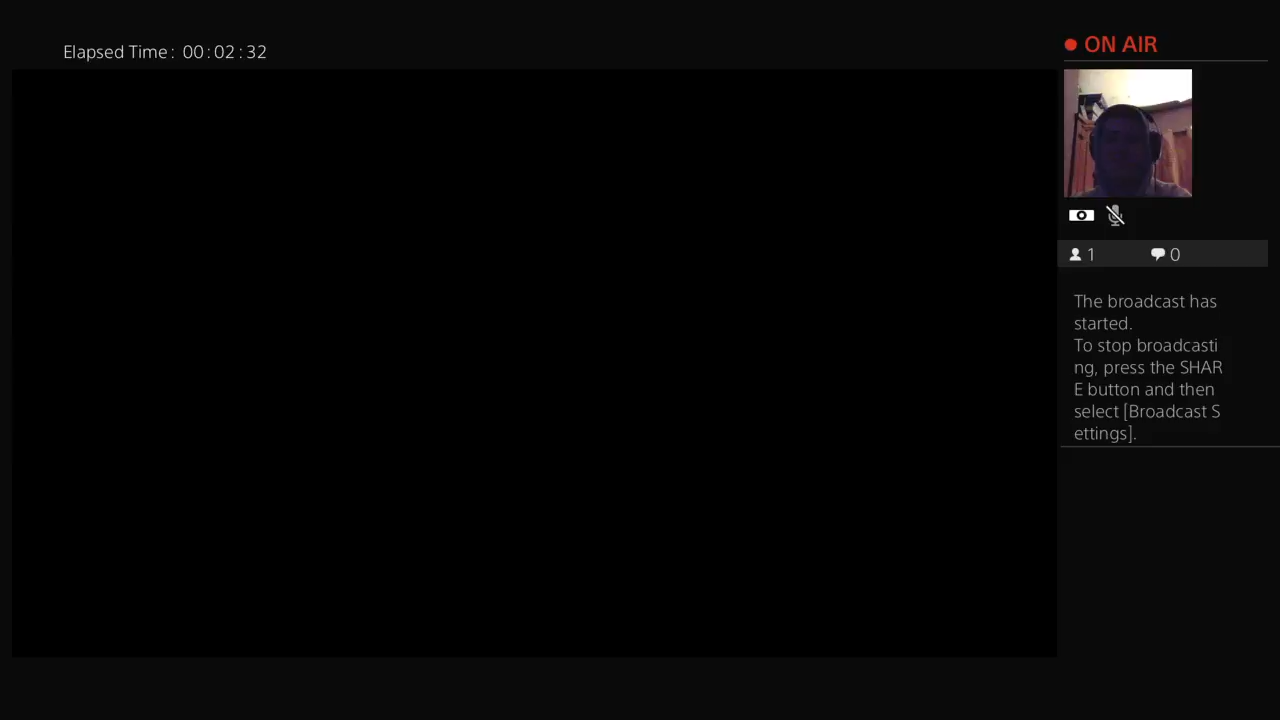 Elapsed Time: 00:02:32
ON AIR
1
0
The broadcast has
started.
To stop broadcasti
ng, press the SHAR
E button and then
select [Broadcast S
ettings].